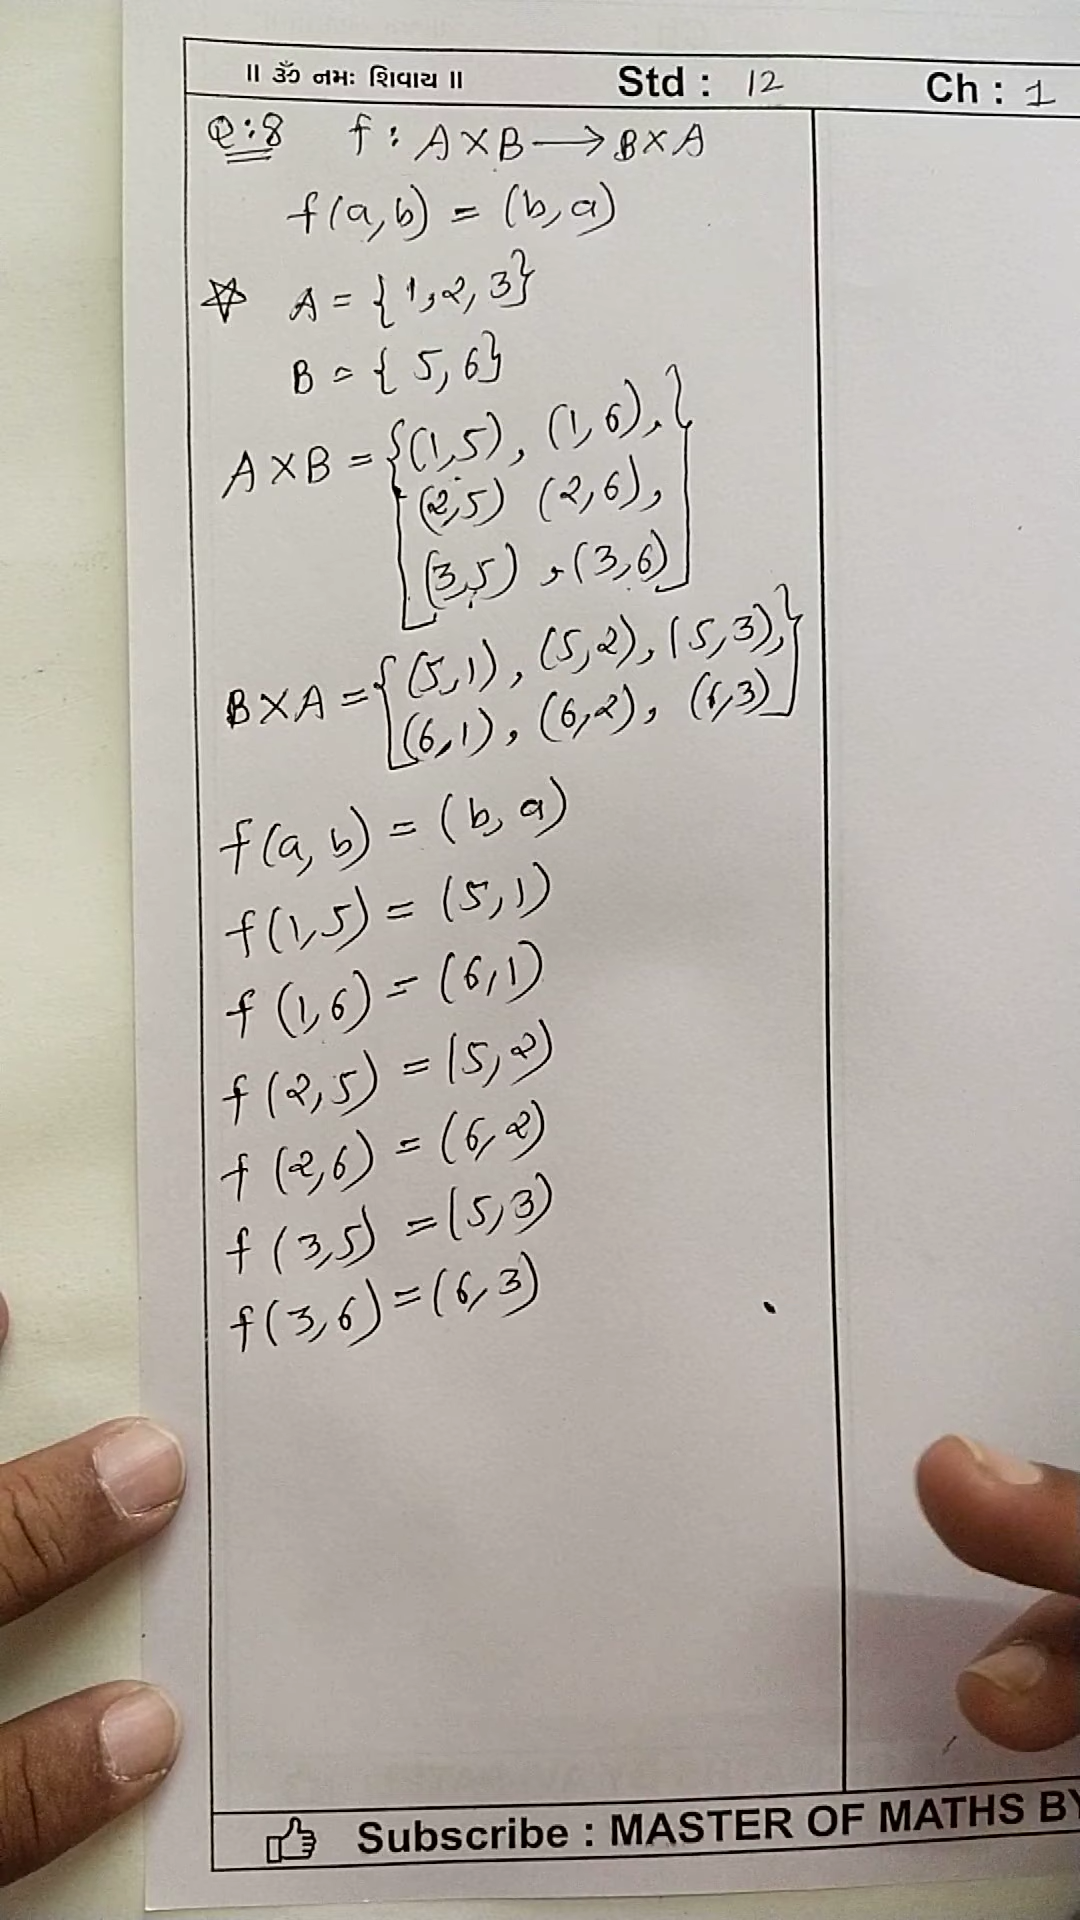 ॥ ૐ નમઃ શિવાય ॥ Std : 12 Ch : 1
Q:8 f : A×B → B×A
f(a,b) = (b,a)
☆ A = {1,2,3}
B = {5,6}
A×B = {(1,5), (1,6),
(2,5) (2,6),
(3,5), (3,6)}
B×A = {(5,1), (5,2), (5,3),
(6,1), (6,2), (6,3)}
f(a,b) = (b,a)
f(1,5) = (5,1)
f(1,6) = (6,1)
f(2,5) = (5,2)
f(2,6) = (6,2)
f(3,5) = (5,3)
f(3,6) = (6,3)
Subscribe : MASTER OF MATHS BY